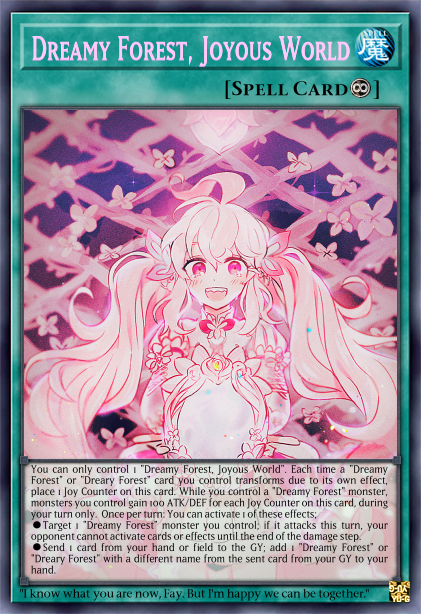 Dreamy Forest, Joyous World
SPELL
魔
[Spell Card]
You can only control 1 "Dreamy Forest, Joyous World". Each time a "Dreamy
Forest" or "Dreary Forest" card you control transforms due to its own effect,
place 1 Joy Counter on this card. While you control a "Dreamy Forest" monster,
monsters you control gain 100 ATK/DEF for each Joy Counter on this card, during
your turn only. Once per turn: You can activate 1 of these effects;
●Target 1 "Dreamy Forest" monster you control; if it attacks this turn, your
opponent cannot activate cards or effects until the end of the damage step.
●Send 1 card from your hand or field to the GY; add 1 "Dreamy Forest" or
"Dreary Forest" with a different name from the sent card from your GY to your
hand.
"I know what you are now, Fay. But I'm happy we can be together."